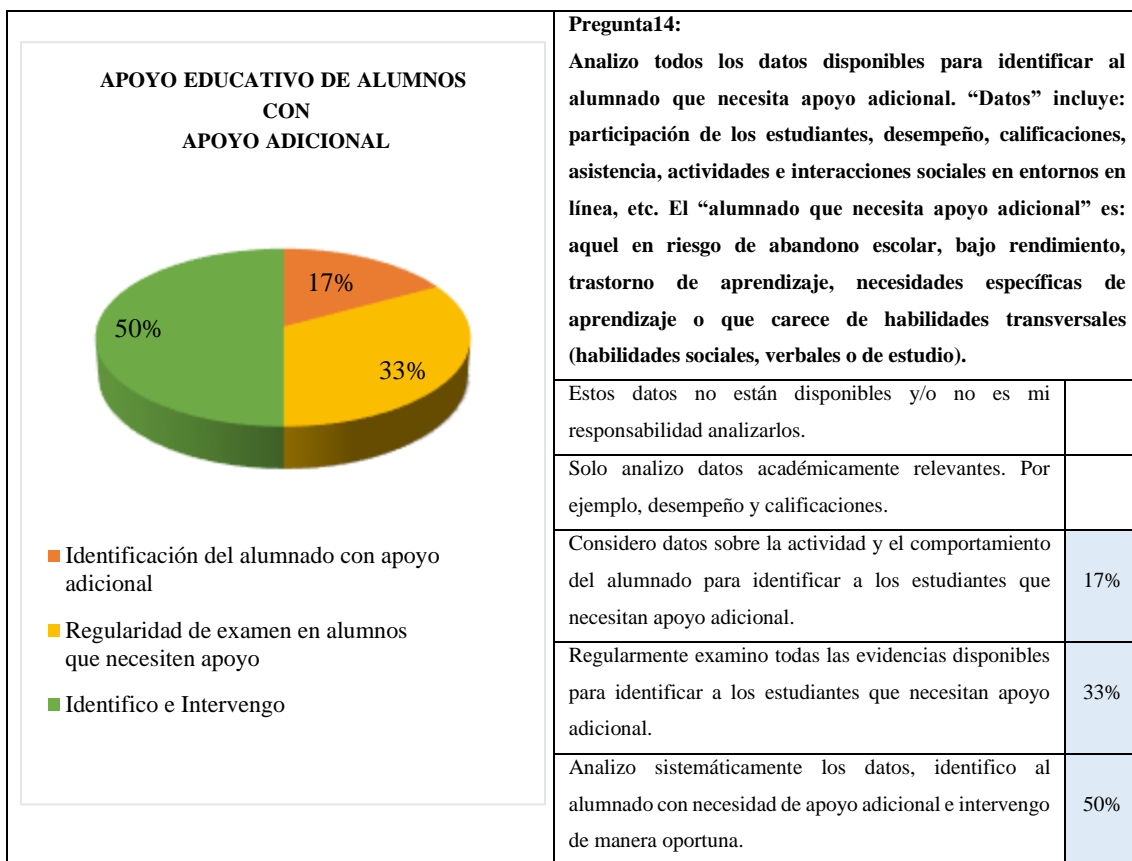 APOYO EDUCATIVO DE ALUMNOS
CON
APOYO ADICIONAL
17%
50%
33%
Identificación del alumnado con apoyo
adicional
Regularidad de examen en alumnos
que necesiten apoyo
Identifico e Intervengo
Pregunta14:
Analizo todos los datos disponibles para identificar al
alumnado que necesita apoyo adicional. “Datos” incluye:
participación de los estudiantes, desempeño, calificaciones,
asistencia, actividades e interacciones sociales en entornos en
línea, etc. El “alumnado que necesita apoyo adicional” es:
aquel en riesgo de abandono escolar, bajo rendimiento,
trastorno de aprendizaje, necesidades específicas de
aprendizaje o que carece de habilidades transversales
(habilidades sociales, verbales o de estudio).
Estos datos no están disponibles y/o no es mi
responsabilidad analizarlos.
Solo analizo datos académicamente relevantes. Por
ejemplo, desempeño y calificaciones.
Considero datos sobre la actividad y el comportamiento
del alumnado para identificar a los estudiantes que
necesitan apoyo adicional.
17%
Regularmente examino todas las evidencias disponibles
para identificar a los estudiantes que necesitan apoyo
adicional.
33%
Analizo sistemáticamente los datos, identifico al
alumnado con necesidad de apoyo adicional e intervengo
de manera oportuna.
50%